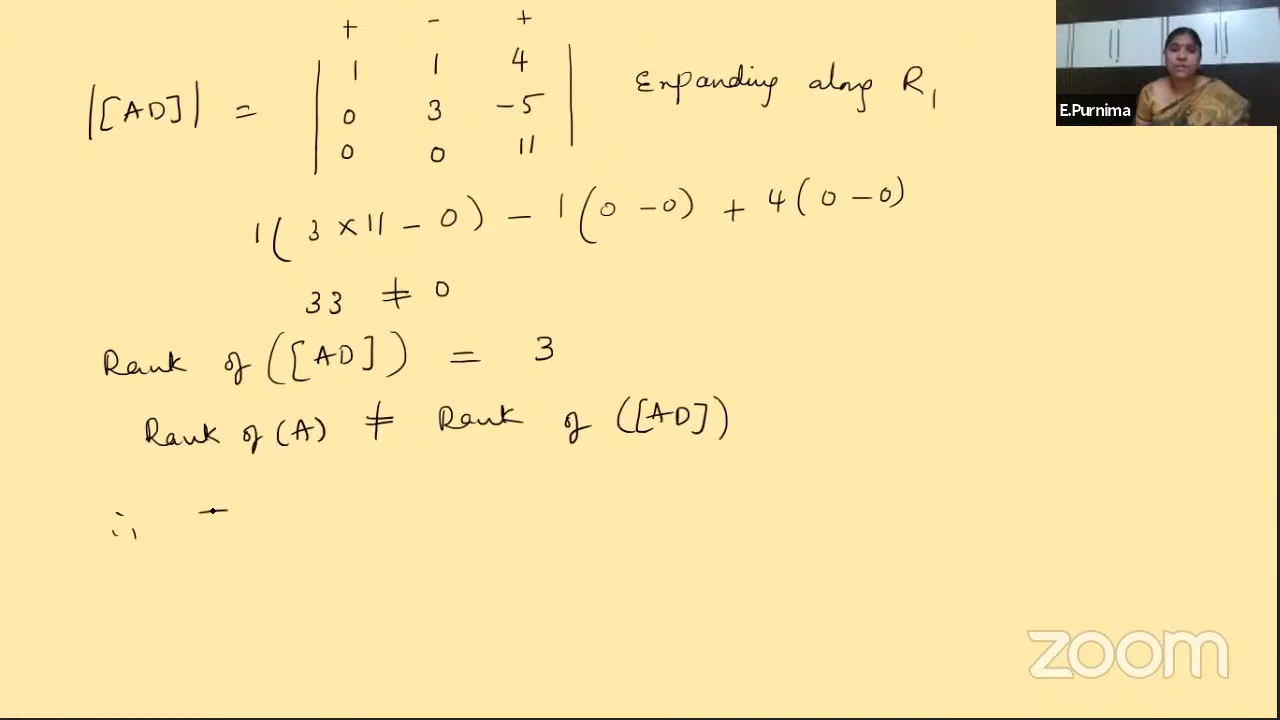 + - +
|[AD]| = | 1 1 4 | Expanding along R1
| 0 3 -5 |
| 0 0 11 |
1( 3 × 11 - 0 ) - 1 ( 0 - 0 ) + 4 ( 0 - 0 )
33 ≠ 0
Rank of ([AD]) = 3
Rank of (A) ≠ Rank of ([AD])
∴
E.Purnima
zoom